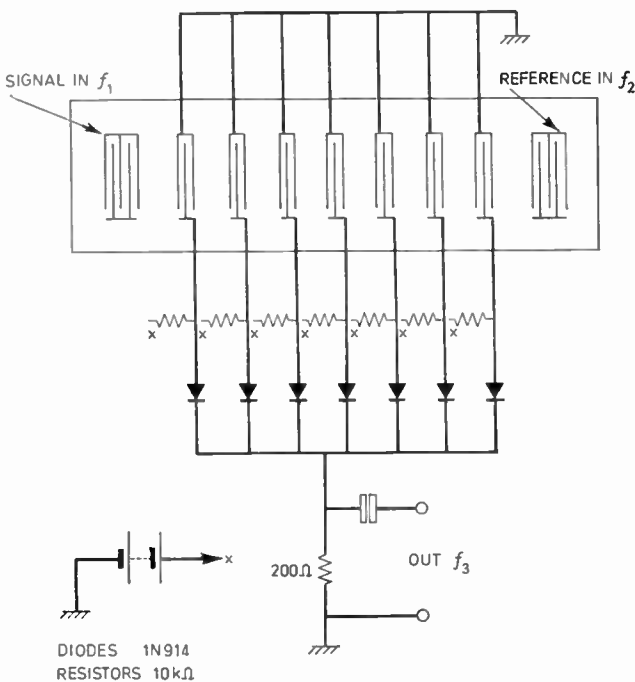 SIGNAL IN f₁
REFERENCE IN f₂
x x x x x x x
x
200Ω
OUT f₃
DIODES 1N914
RESISTORS 10kΩ